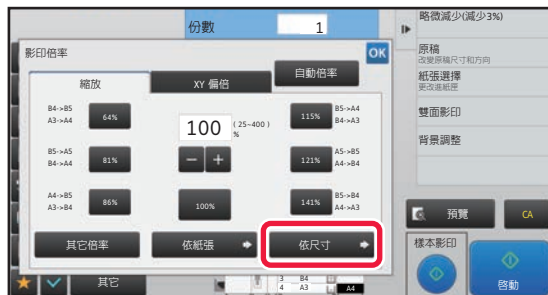 份數
1
略微減少(減少3%)
影印倍率
OK
原稿
改變原稿尺寸和方向
縮放
XY 偏倍
自動倍率
紙張選擇
更改進紙匣
B4->B5
A3->A4
64%
100
(25~400)
%
115%
B5->A4
B4->A3
雙面影印
背景調整
B5->A5
B4->A4
81%
121%
A5->B5
A4->B4
A4->B5
A3->B4
86%
100%
141%
B5->B4
A4->A3
預覽
CA
其它倍率
依紙張
依尺寸
樣本影印
啓動
其它
3 B4
4 A3
A4